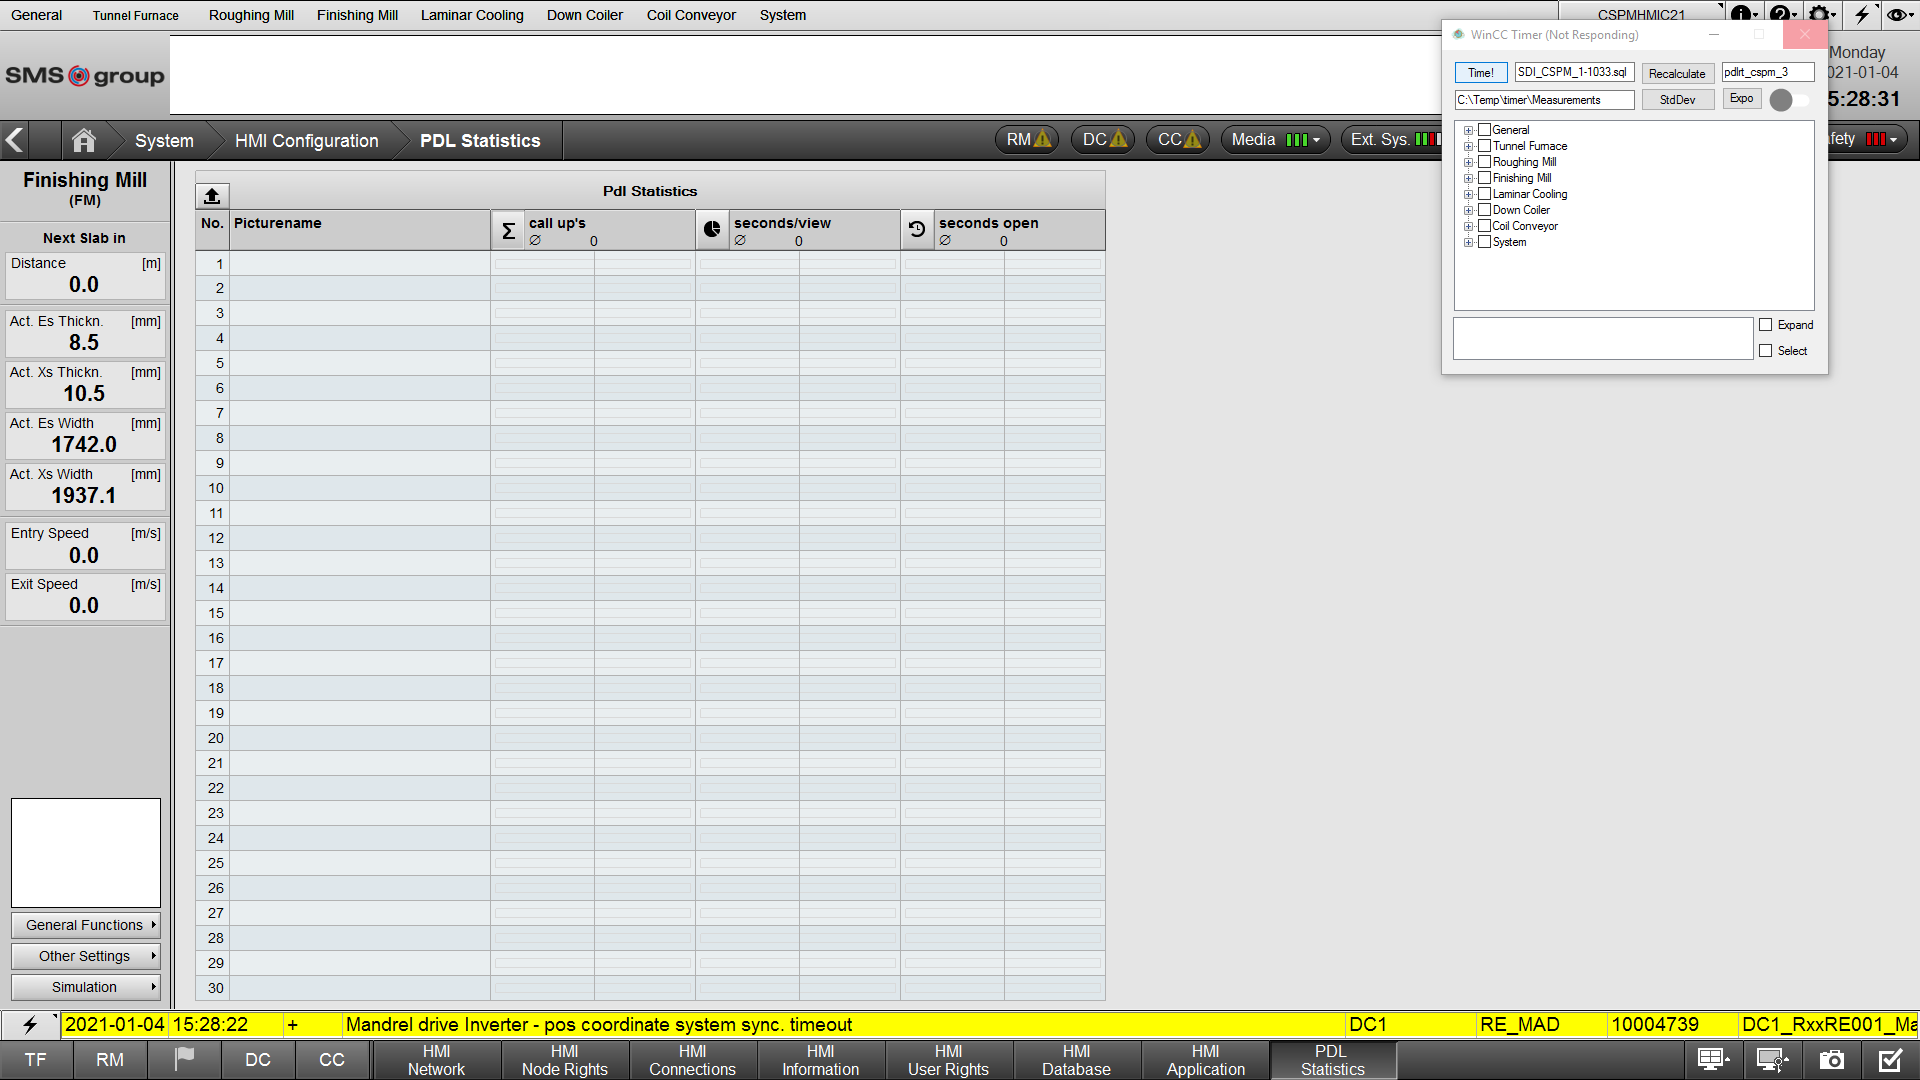 General Tunnel Furnace Roughing Mill Finishing Mill Laminar Cooling Down Coiler Coil Conveyor System CSPMHMIC21
SMS group
Monday
021-01-04
5:28:31
WinCC Timer (Not Responding)
Time! SDI_CSPM_1-1033.sql Recalculate pdlrt_cspm_3
C:\Temp\timer\Measurements StdDev Expo
General
Tunnel Furnace
Roughing Mill
Finishing Mill
Laminar Cooling
Down Coiler
Coil Conveyor
System
Expand
Select
System HMI Configuration PDL Statistics RM DC CC Media Ext. Sys. afety
Finishing Mill
(FM)
Next Slab in
Distance [m]
0.0
Act. Es Thickn. [mm]
8.5
Act. Xs Thickn. [mm]
10.5
Act. Es Width [mm]
1742.0
Act. Xs Width [mm]
1937.1
Entry Speed [m/s]
0.0
Exit Speed [m/s]
0.0
General Functions
Other Settings
Simulation
Pdl Statistics
No. Picturename Σ call up's seconds/view seconds open
∅ 0 ∅ 0 ∅ 0
1
2
3
4
5
6
7
8
9
10
11
12
13
14
15
16
17
18
19
20
21
22
23
24
25
26
27
28
29
30
2021-01-04 15:28:22 + Mandrel drive Inverter - pos coordinate system sync. timeout DC1 RE_MAD 10004739 DC1_RxxRE001_Ma
TF RM DC CC
HMI Network
HMI Node Rights
HMI Connections
HMI Information
HMI User Rights
HMI Database
HMI Application
PDL Statistics